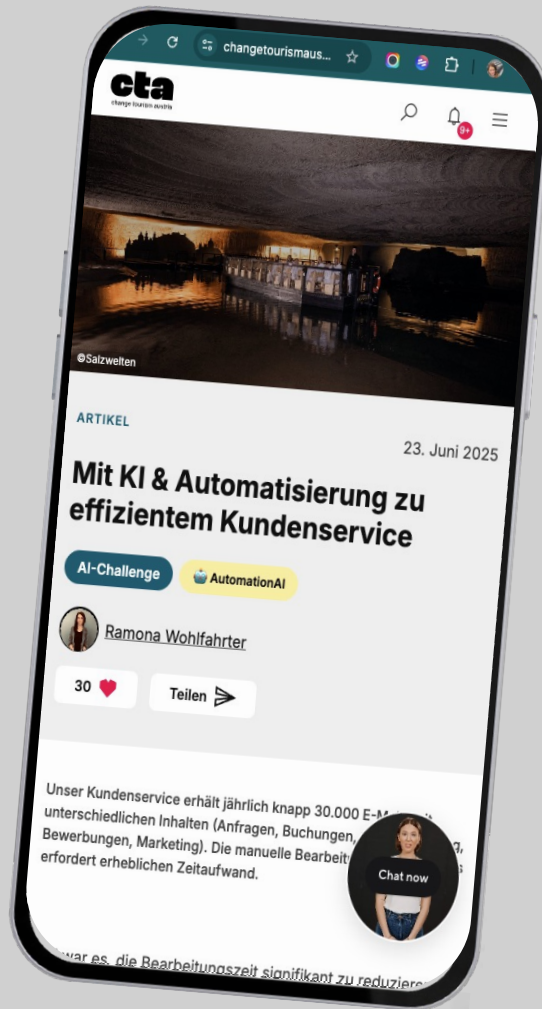 changetourismaus...
cta
change tourism austria
9+
©Salzwelten
ARTIKEL
23. Juni 2025
Mit KI & Automatisierung zu
effizientem Kundenservice
AI-Challenge
AutomationAI
Ramona Wohlfahrter
30
Teilen
Unser Kundenservice erhält jährlich knapp 30.000
unterschiedlichen Inhalten (Anfragen, Buchungen,
Bewerbungen, Marketing). Die manuelle
erfordert erheblichen Zeitaufwand.
Chat now
war es, die Bearbeitungszeit signifikant zu